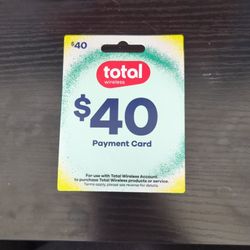 $40
total
wireless
$40
Payment Card
For use with Total Wireless Account
to purchase Total Wireless products or service.
Terms apply, please see reverse for details.